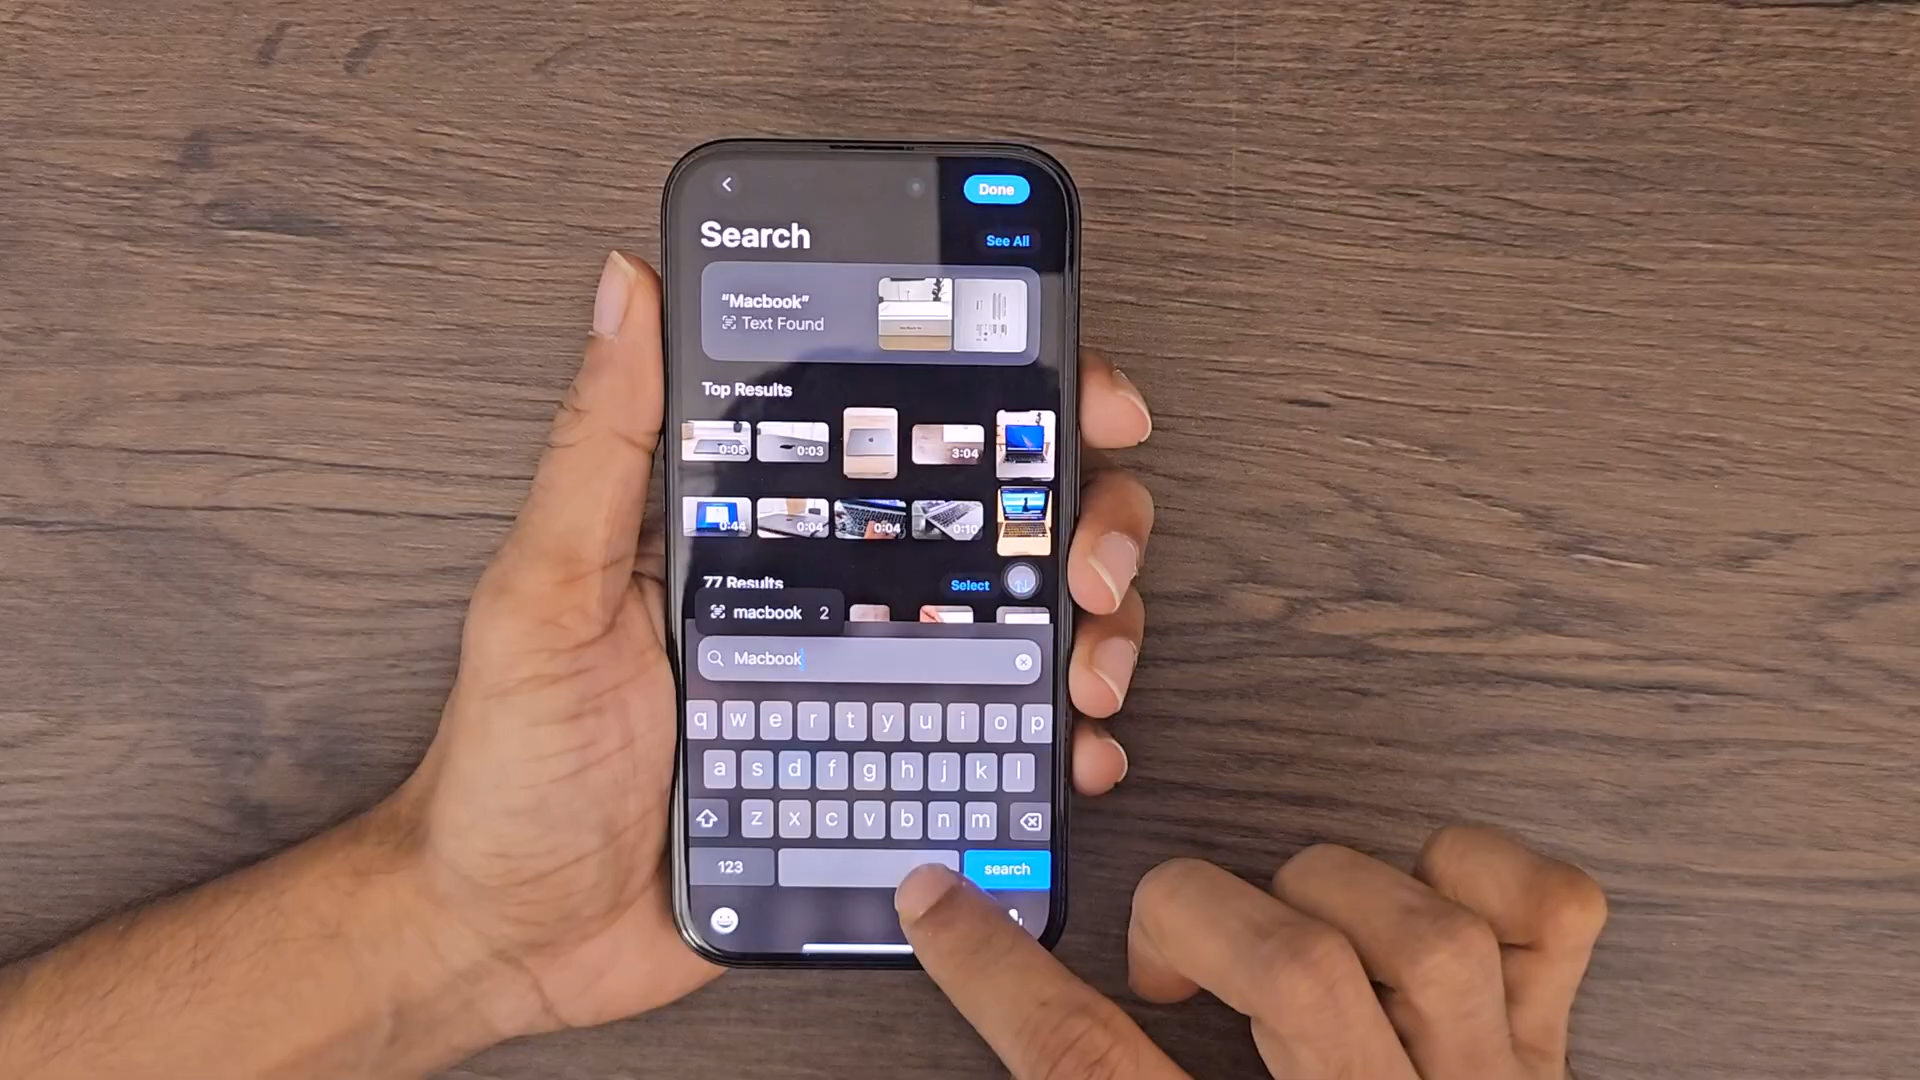 Done
Search
See All
“Macbook”
Text Found
Top Results
0:05
0:03
3:04
0:44
0:04
0:04
0:10
77 Results
Select
macbook 2
Macbook
q w e r t y u i o p
a s d f g h j k l
z x c v b n m
123
search